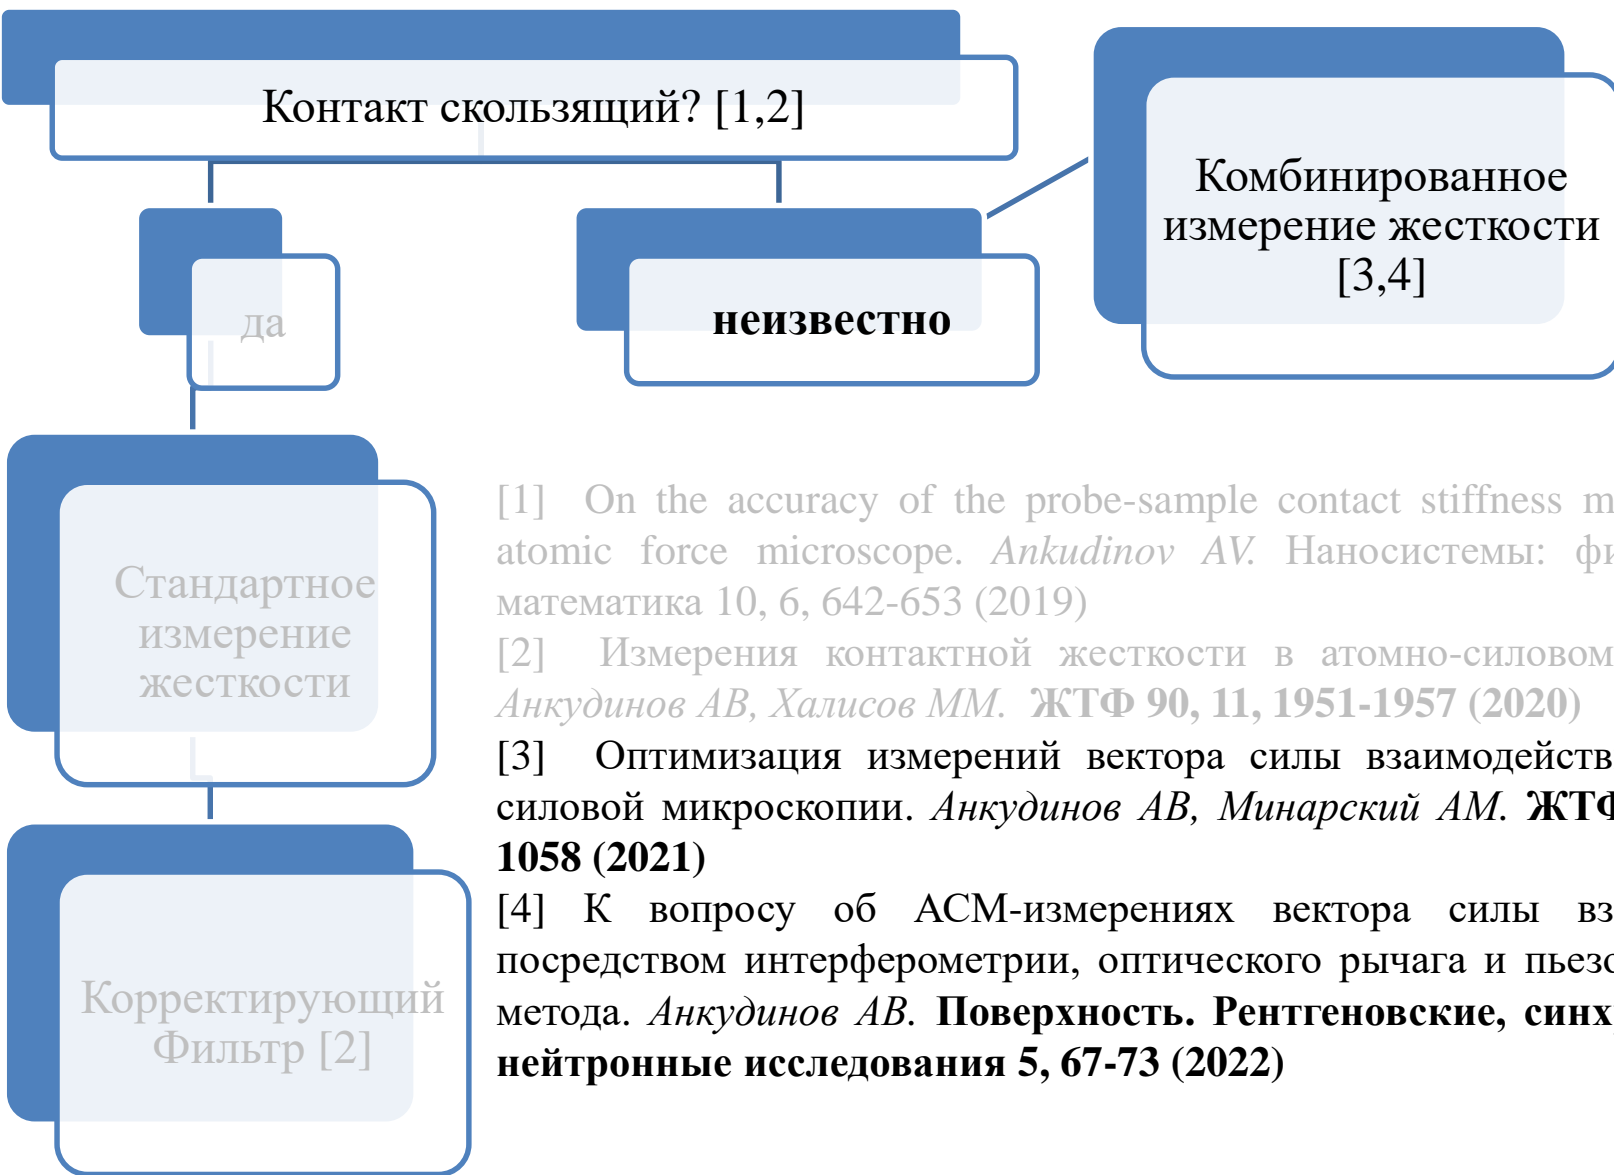 Контакт скользящий? [1,2]
Комбинированное
измерение жесткости
[3,4]
да
неизвестно
Стандартное
измерение
жесткости
Корректирующий
Фильтр [2]
[1] On the accuracy of the probe-sample contact stiffness m
atomic force microscope. Ankudinov AV. Наносистемы: фи
математика 10, 6, 642-653 (2019)
[2] Измерения контактной жесткости в атомно-силовом
Анкудинов АВ, Халисов ММ. ЖТФ 90, 11, 1951-1957 (2020)
[3] Оптимизация измерений вектора силы взаимодейств
силовой микроскопии. Анкудинов АВ, Минарский АМ. ЖТФ
1058 (2021)
[4] К вопросу об АСМ-измерениях вектора силы вз
посредством интерферометрии, оптического рычага и пьезо
метода. Анкудинов АВ. Поверхность. Рентгеновские, синх
нейтронные исследования 5, 67-73 (2022)